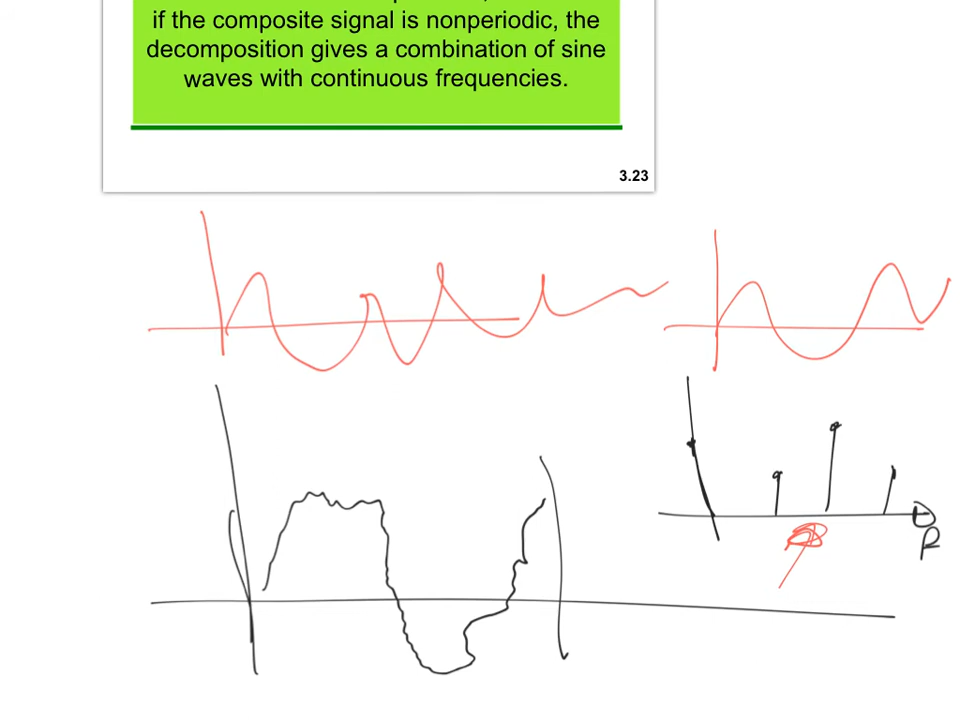 if the composite signal is nonperiodic, the
decomposition gives a combination of sine
waves with continuous frequencies.
3.23